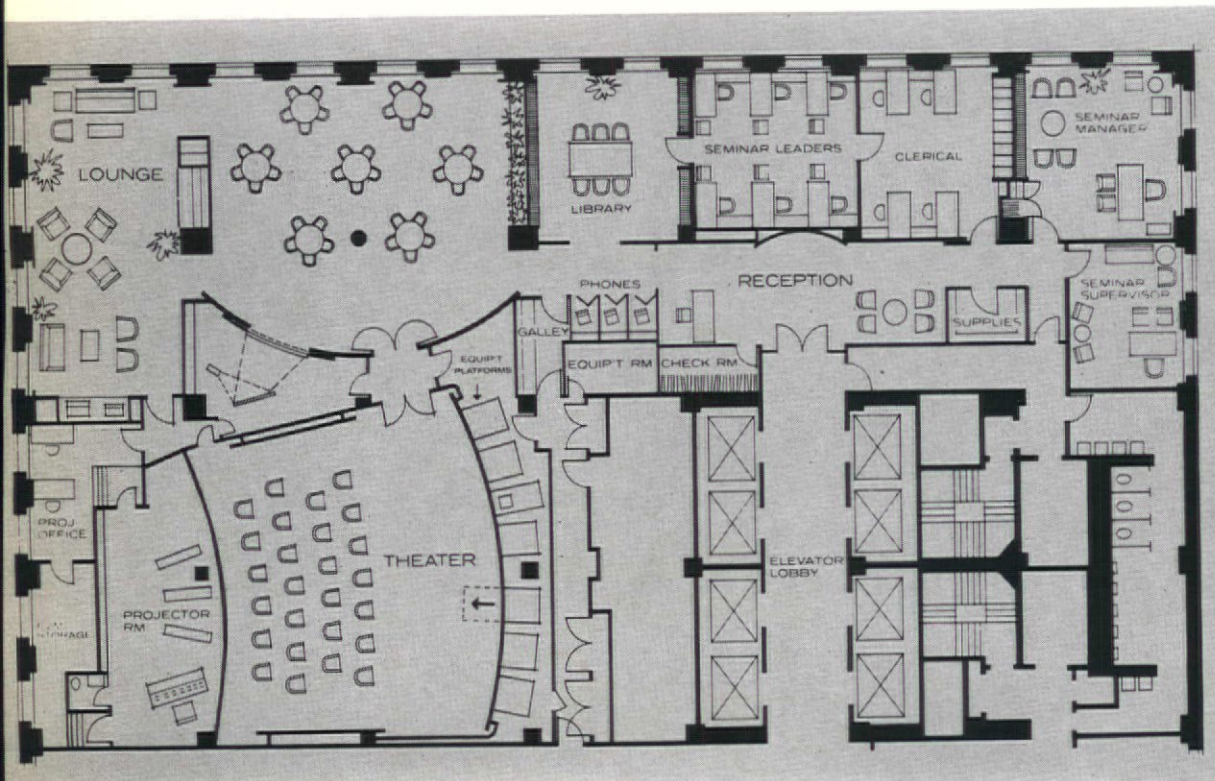 LOUNGE
LIBRARY
SEMINAR LEADERS
CLERICAL
SEMINAR
MANAGER
PHONES
RECEPTION
SEMINAR
SUPERVISOR
SUPPLIES
GALLEY
EQUIP'T
PLATFORMS
EQUIP'T RM
CHECK RM
PROJ
OFFICE
THEATER
ELEVATOR
LOBBY
PROJECTOR
RM
STORAGE